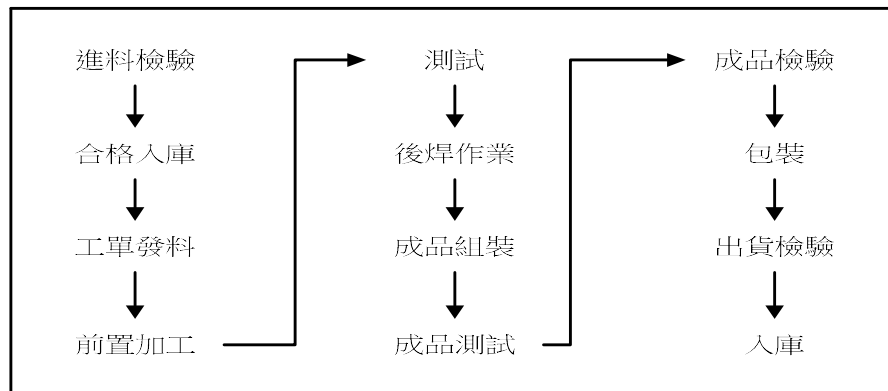 進料檢驗
合格入庫
工單發料
前置加工
測試
後焊作業
成品組裝
成品測試
成品檢驗
包裝
出貨檢驗
入庫